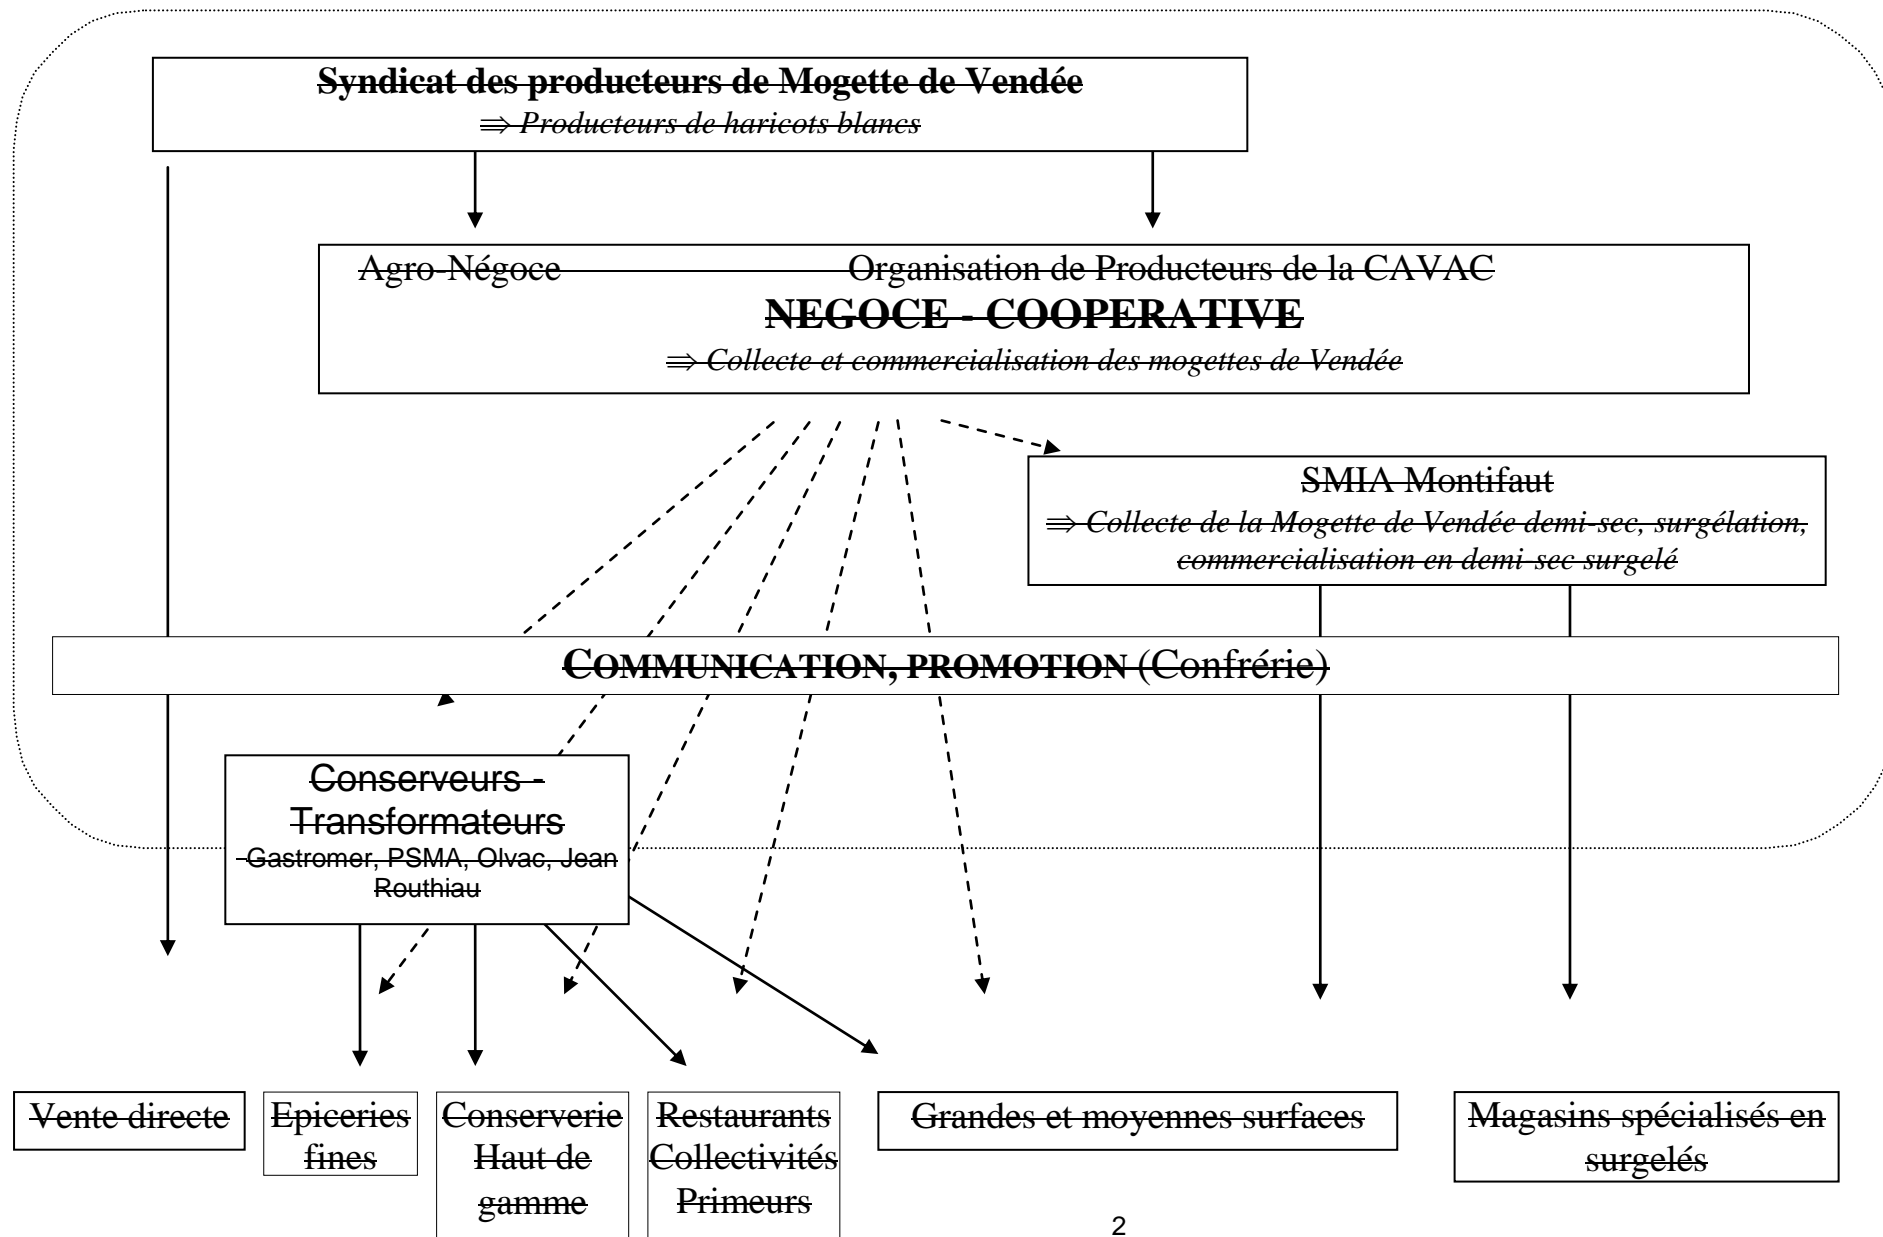 Syndicat des producteurs de Mogette de Vendée
⇒ Producteurs de haricots blancs
Agro-Négoce Organisation de Producteurs de la CAVAC
NEGOCE - COOPERATIVE
⇒ Collecte et commercialisation des mogettes de Vendée
SMIA Montifaut
⇒ Collecte de la Mogette de Vendée demi-sec, surgélation,
commercialisation en demi-sec surgelé
COMMUNICATION, PROMOTION (Confrérie)
Conserveurs -
Transformateurs
-Gastromer, PSMA, Olvac, Jean
Routhiau
Vente directe
Epiceries
fines
Conserverie
Haut de
gamme
Restaurants
Collectivités
Primeurs
Grandes et moyennes surfaces
Magasins spécialisés en
surgelés
2